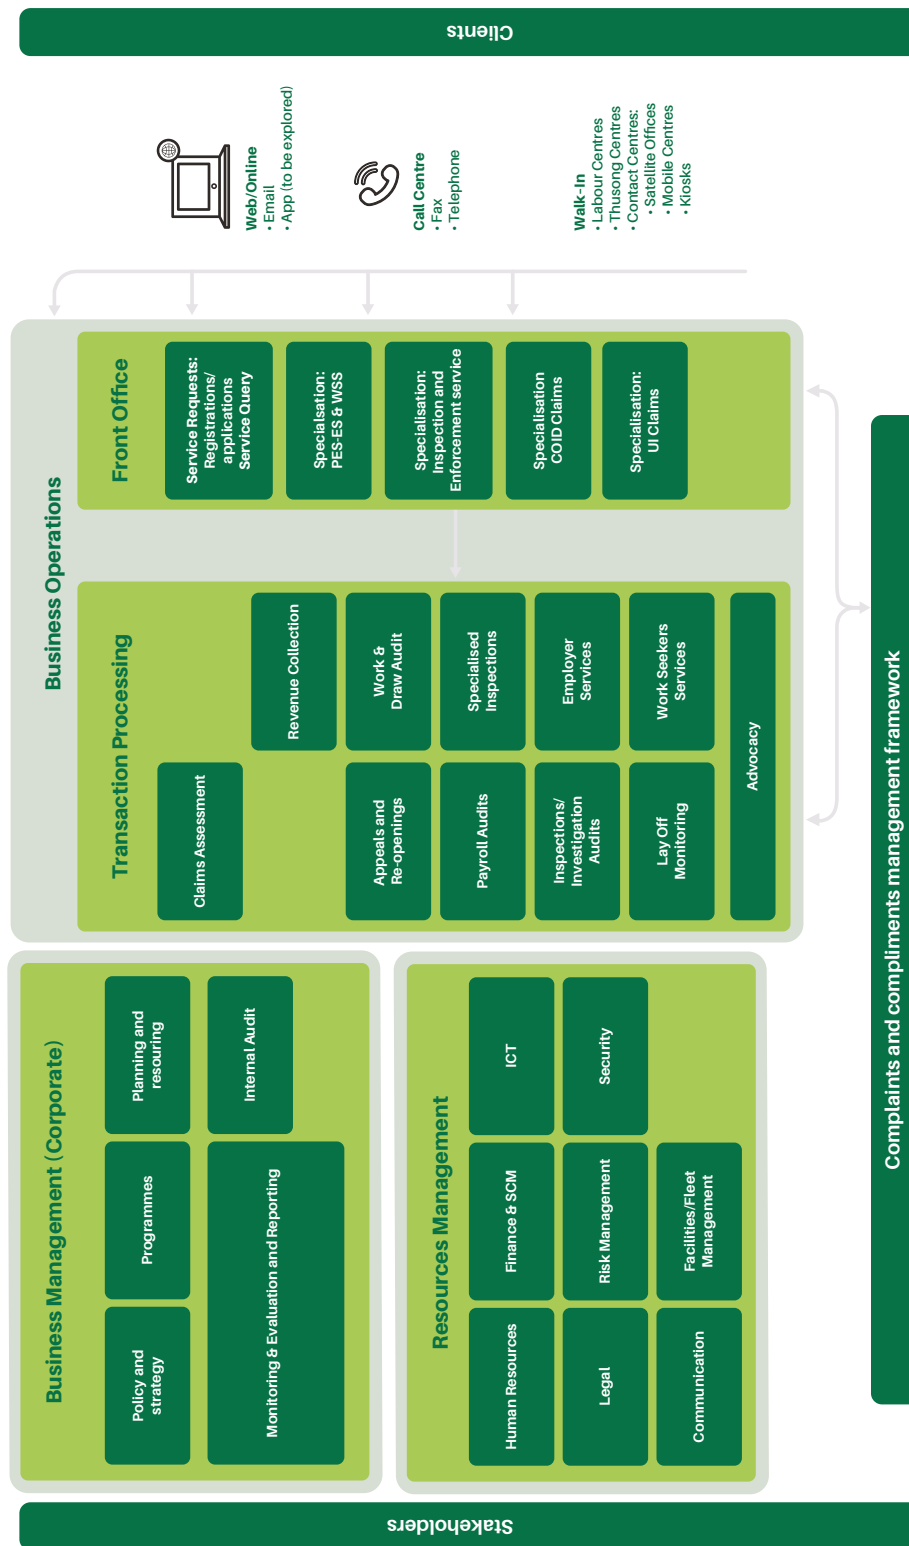 Stakeholders
Business Management (Corporate)
Policy and
strategy
Programmes
Planning and
resouring
Monitoring & Evaluation and Reporting
Internal Audit
Resources Management
Human Resources
Finance & SCM
ICT
Legal
Risk Management
Security
Communication
Facilities/Fleet
Management
Business Operations
Transaction Processing
Claims Assessment
Revenue Collection
Appeals and
Re-openings
Work &
Draw Audit
Payroll Audits
Specialised
Inspections
Inspections/
Investigation
Audits
Employer
Services
Lay Off
Monitoring
Work Seekers
Services
Advocacy
Front Office
Service Requests:
Registrations/
applications
Service Query
Specialisation:
PES-ES & WSS
Specialisation:
Inspection and
Enforcement service
Specialisation
COID Claims
Specialisation:
UI Claims
Web/Online
• Email
• App (to be explored)
Call Centre
• Fax
• Telephone
Walk-In
• Labour Centres
• Thusong Centres
• Contact Centres:
• Satellite Offices
• Mobile Centres
• Kiosks
Clients
Complaints and compliments management framework